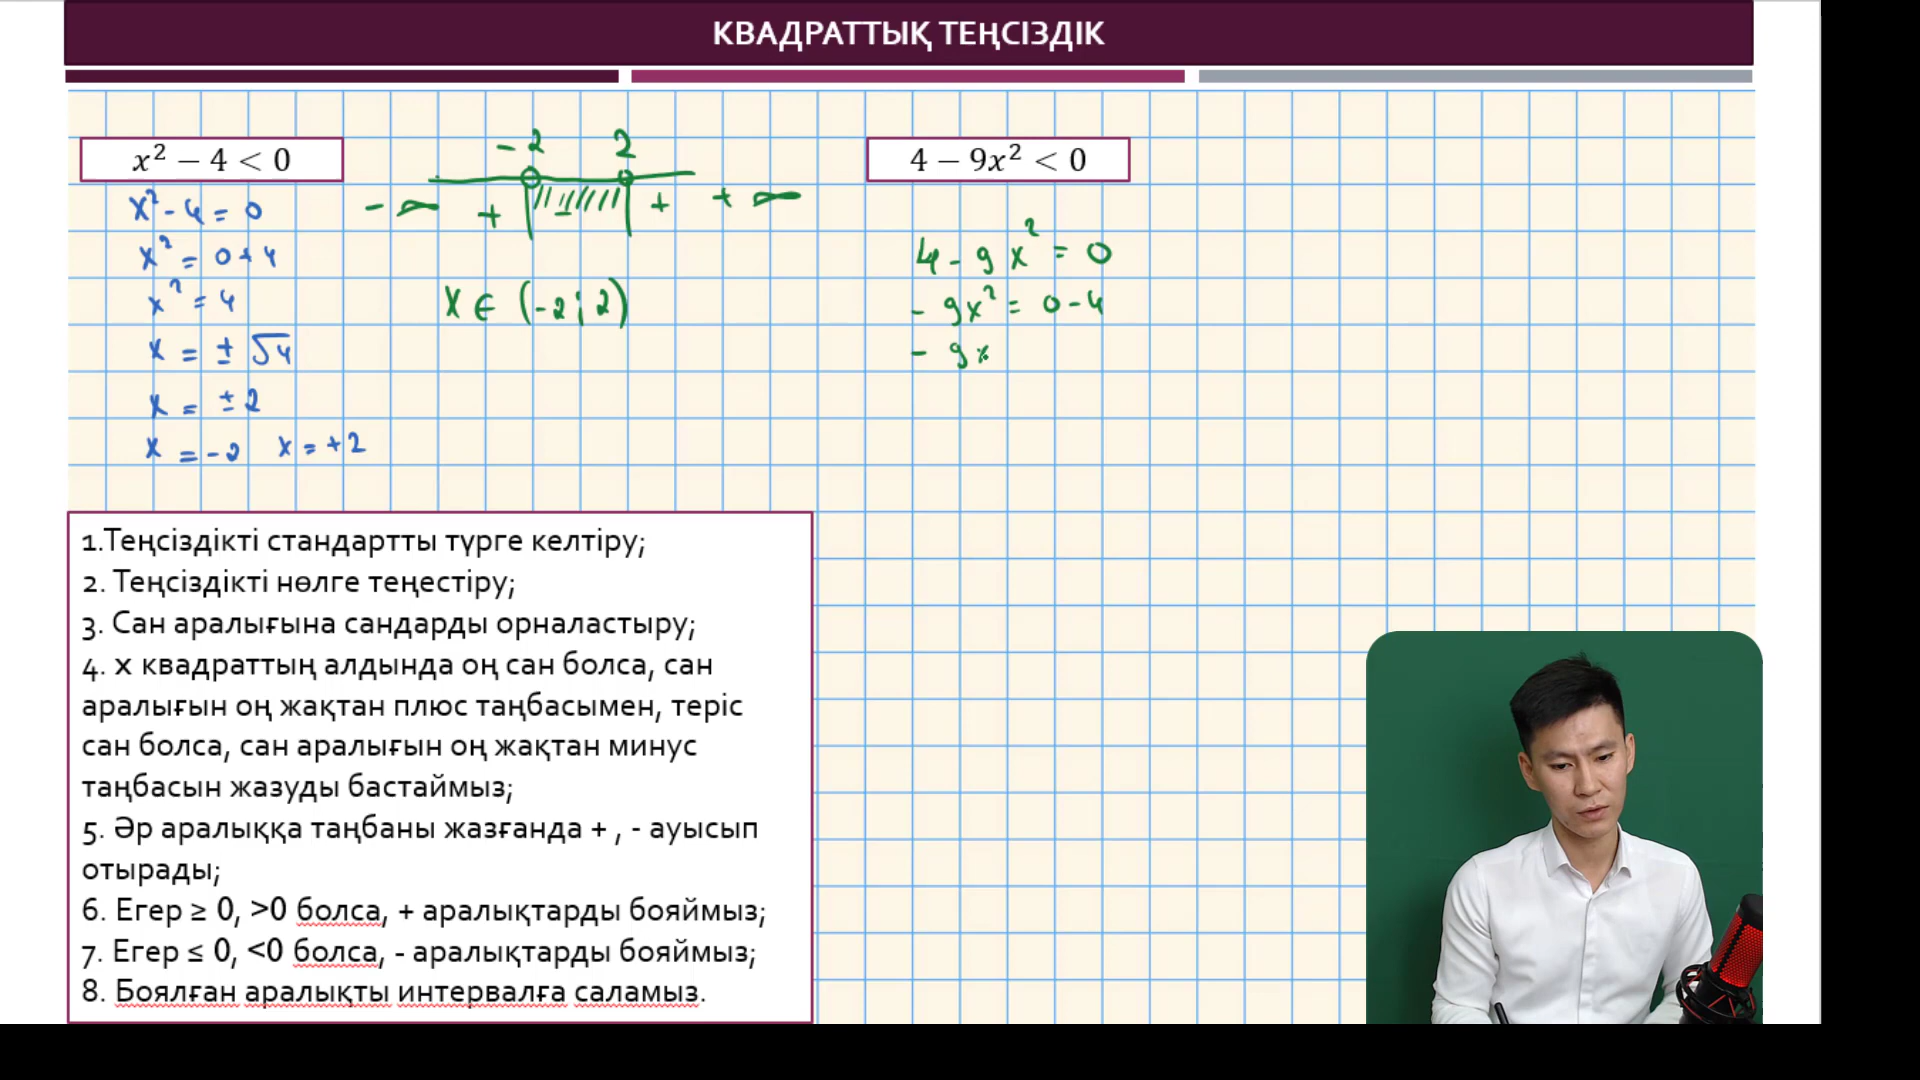 КВАДРАТТЫҚ ТЕҢСІЗДІК
x² − 4 < 0
x² - 4 = 0
x² = 0 + 4
x² = 4
x = ± √4
x = ± 2
x = - 2 x = + 2
- 2 2
- ∞ + - + + ∞
x ∈ (-2; 2)
4 − 9x² < 0
4 - 9x² = 0
- 9x² = 0 - 4
- 9x
1.Теңсіздікті стандартты түрге келтіру;
2. Теңсіздікті нөлге теңестіру;
3. Сан аралығына сандарды орналастыру;
4. х квадраттың алдында оң сан болса, сан
аралығын оң жақтан плюс таңбасымен, теріс
сан болса, сан аралығын оң жақтан минус
таңбасын жазуды бастаймыз;
5. Әр аралыққа таңбаны жазғанда + , - ауысып
отырады;
6. Егер ≥ 0, >0 болса, + аралықтарды бояймыз;
7. Егер ≤ 0, <0 болса, - аралықтарды бояймыз;
8. Боялған аралықты интервалға саламыз.